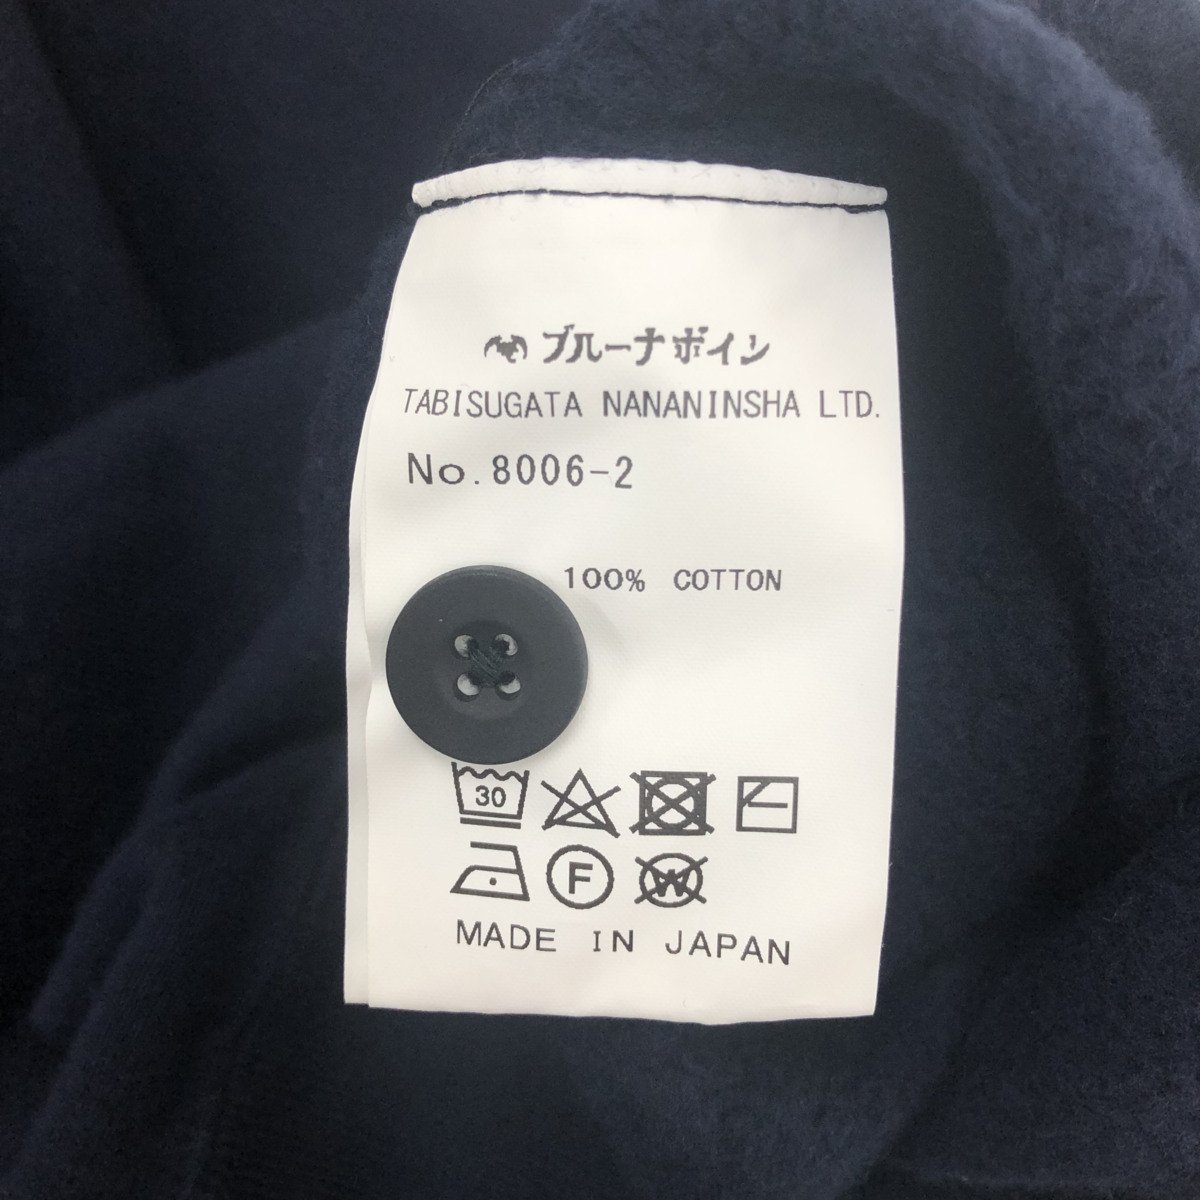 ブルーナボイン
TABISUGATA NANANINSHA LTD.
No.8006-2
100% COTTON
30
F
W
MADE IN JAPAN